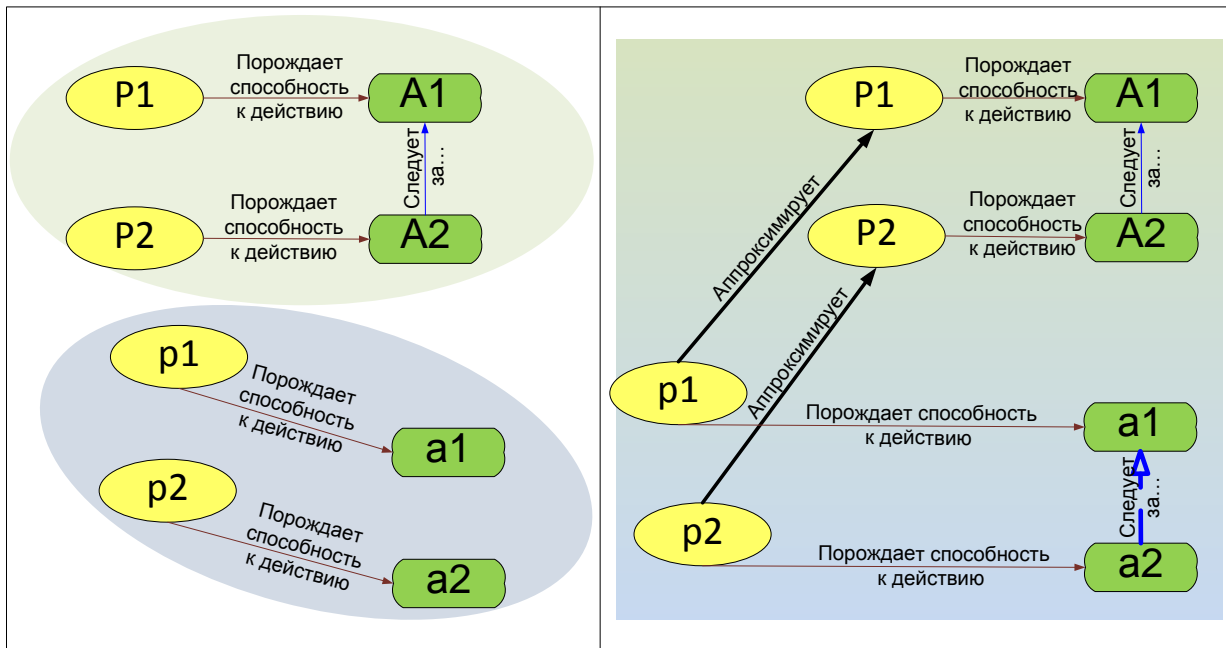 P1
Порождает
способность
к действию
A1
Следует
за…
P2
Порождает
способность
к действию
A2
p1
Порождает
способность
к действию
a1
p2
Порождает
способность
к действию
a2
P1
Порождает
способность
к действию
A1
Следует
за…
Аппроксимирует
P2
Порождает
способность
к действию
A2
Аппроксимирует
p1
Порождает способность
к действию
a1
Следует
за…
p2
Порождает способность
к действию
a2